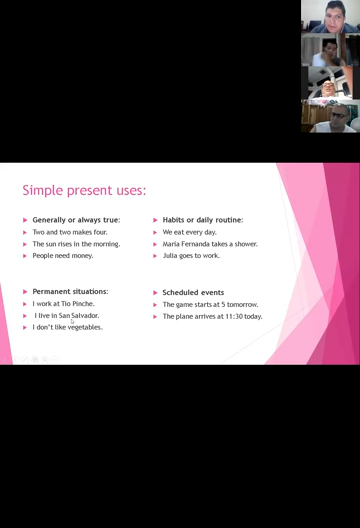 Simple present uses:
Generally or always true:
Two and two makes four.
The sun rises in the morning.
People need money.
Habits or daily routine:
We eat every day.
Maria Fernanda takes a shower.
Julia goes to work.
Permanent situations:
I work at Tio Pinche.
I live in San Salvador.
I don't like vegetables.
Scheduled events
The game starts at 5 tomorrow.
The plane arrives at 11:30 today.